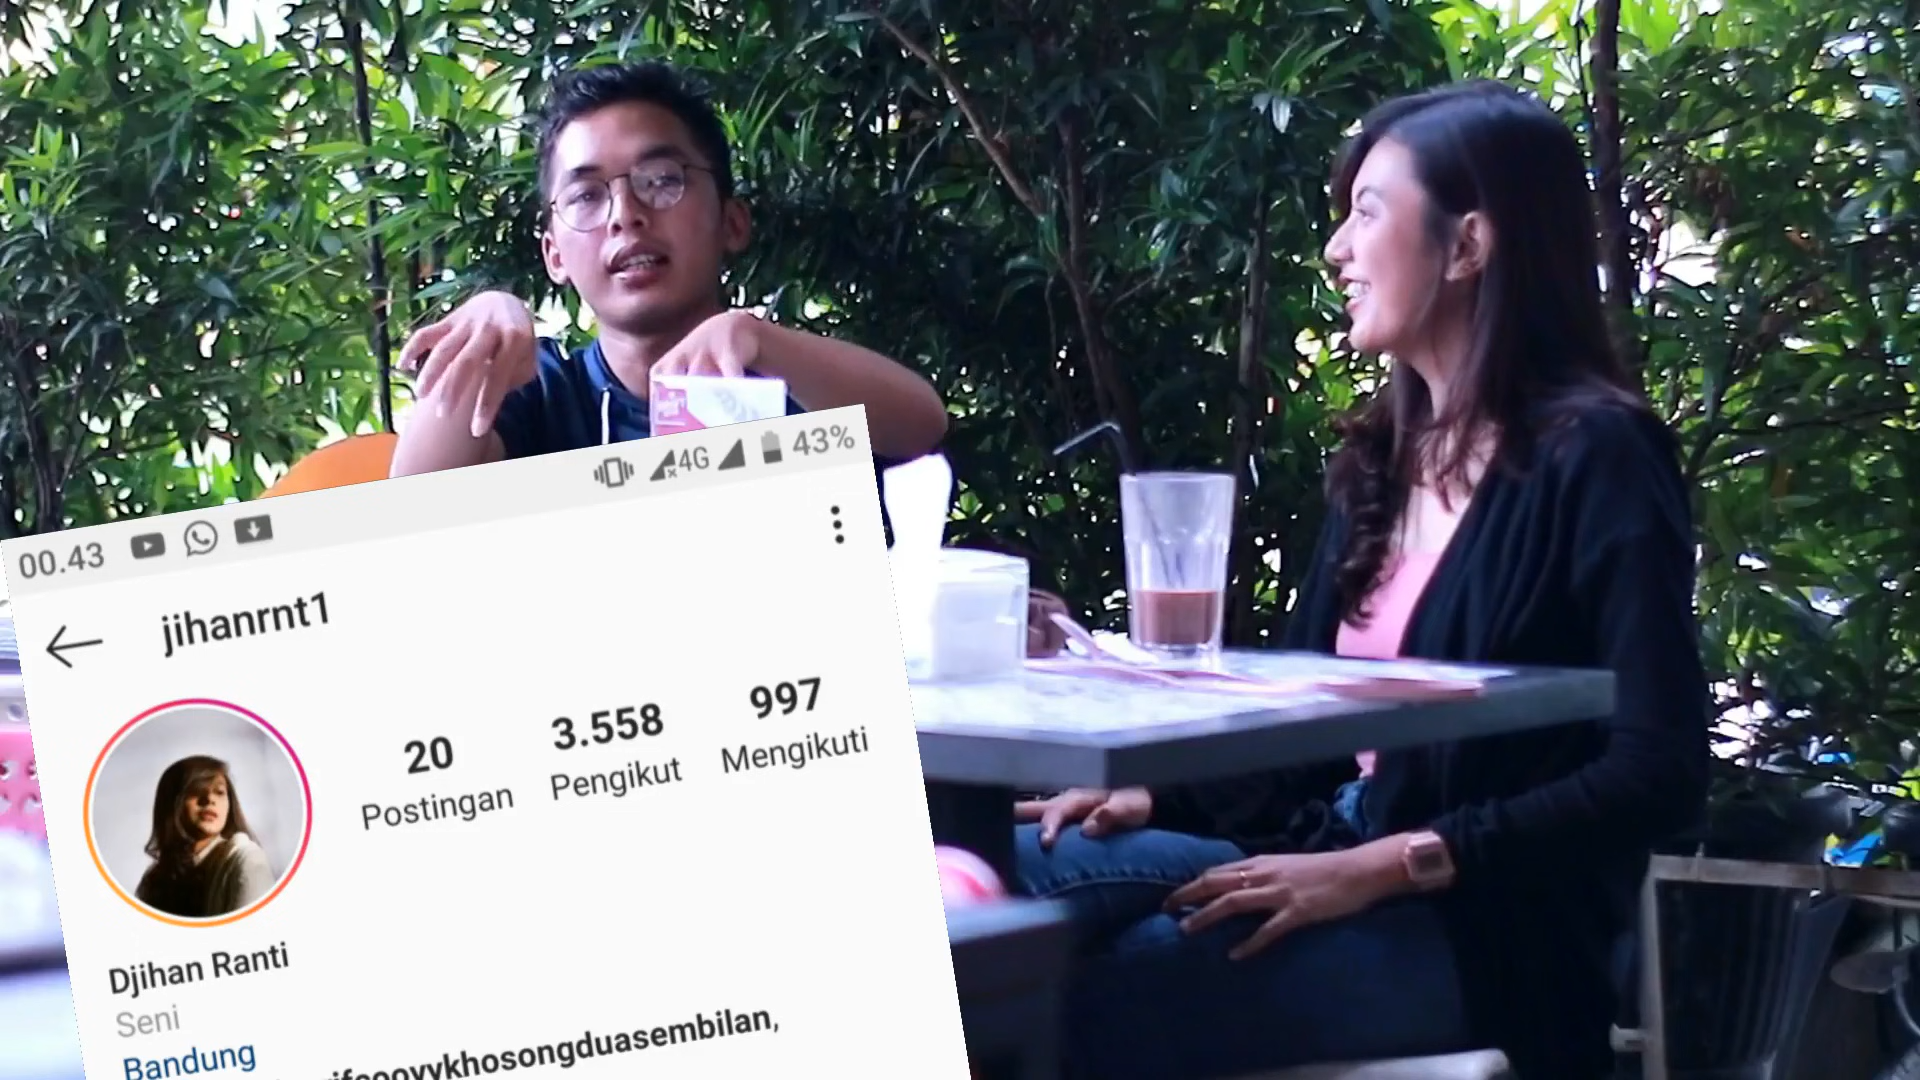 00.43 4G 43%
jihanrnt1
20 3.558 997
Postingan Pengikut Mengikuti
Djihan Ranti
Seni
Bandung